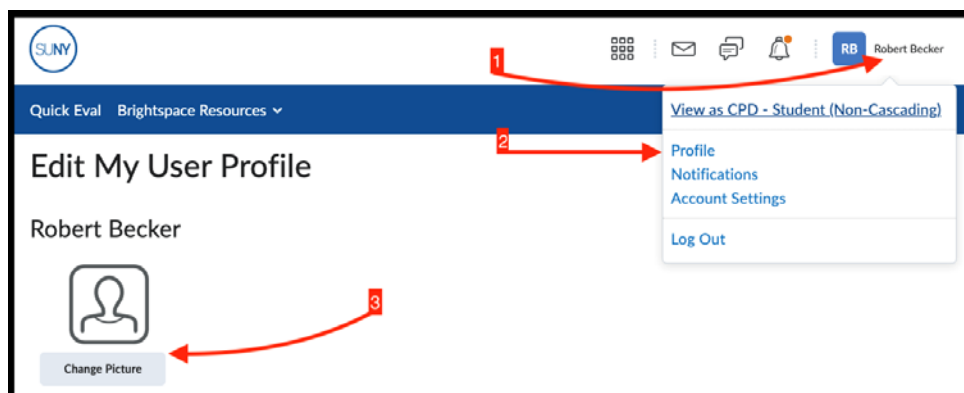 SUNY
RB Robert Becker
1
Quick Eval Brightspace Resources
View as CPD - Student (Non-Cascading)
2
Profile
Edit My User Profile
Notifications
Account Settings
Robert Becker
Log Out
3
Change Picture